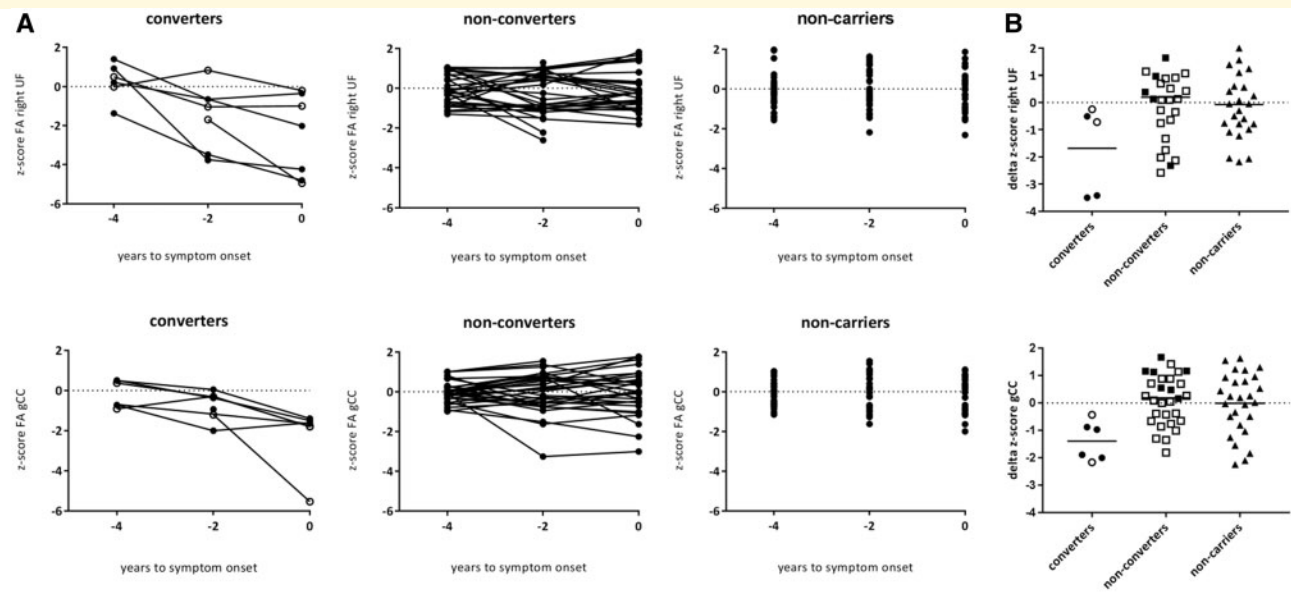 A
converters
non-converters
non-carriers
B
z-score FA right UF
2
0
-2
-4
-6
-4
-2
0
years to symptom onset
z-score FA right UF
2
0
-2
-4
-6
-4
-2
0
years to symptom onset
z-score FA right UF
2
0
-2
-4
-6
-4
-2
0
years to symptom onset
delta z-score right UF
2
1
0
-1
-2
-3
-4
converters
non-converters
non-carriers
converters
non-converters
non-carriers
z-score FA gCC
2
0
-2
-4
-6
-4
-2
0
years to symptom onset
z-score FA gCC
2
0
-2
-4
-6
-4
-2
0
years to symptom onset
z-score FA gCC
2
0
-2
-4
-6
-4
-2
0
years to symptom onset
delta z-score gCC
2
1
0
-1
-2
-3
-4
converters
non-converters
non-carriers